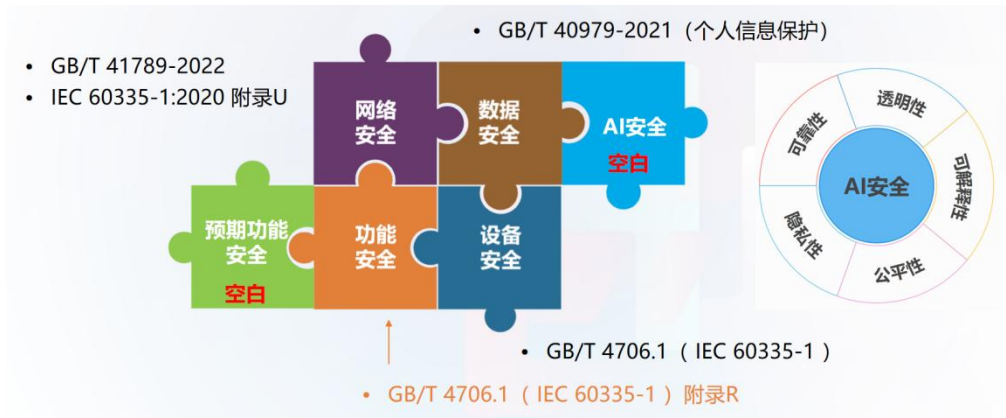 • GB/T 40979-2021（个人信息保护）
• GB/T 41789-2022
• IEC 60335-1:2020 附录U
网络
安全
数据
安全
AI安全
空白
预期功能
安全
空白
功能
安全
设备
安全
透明性
可解释性
公平性
隐私性
可靠性
AI安全
• GB/T 4706.1（ IEC 60335-1 ）
• GB/T 4706.1（ IEC 60335-1 ）附录R